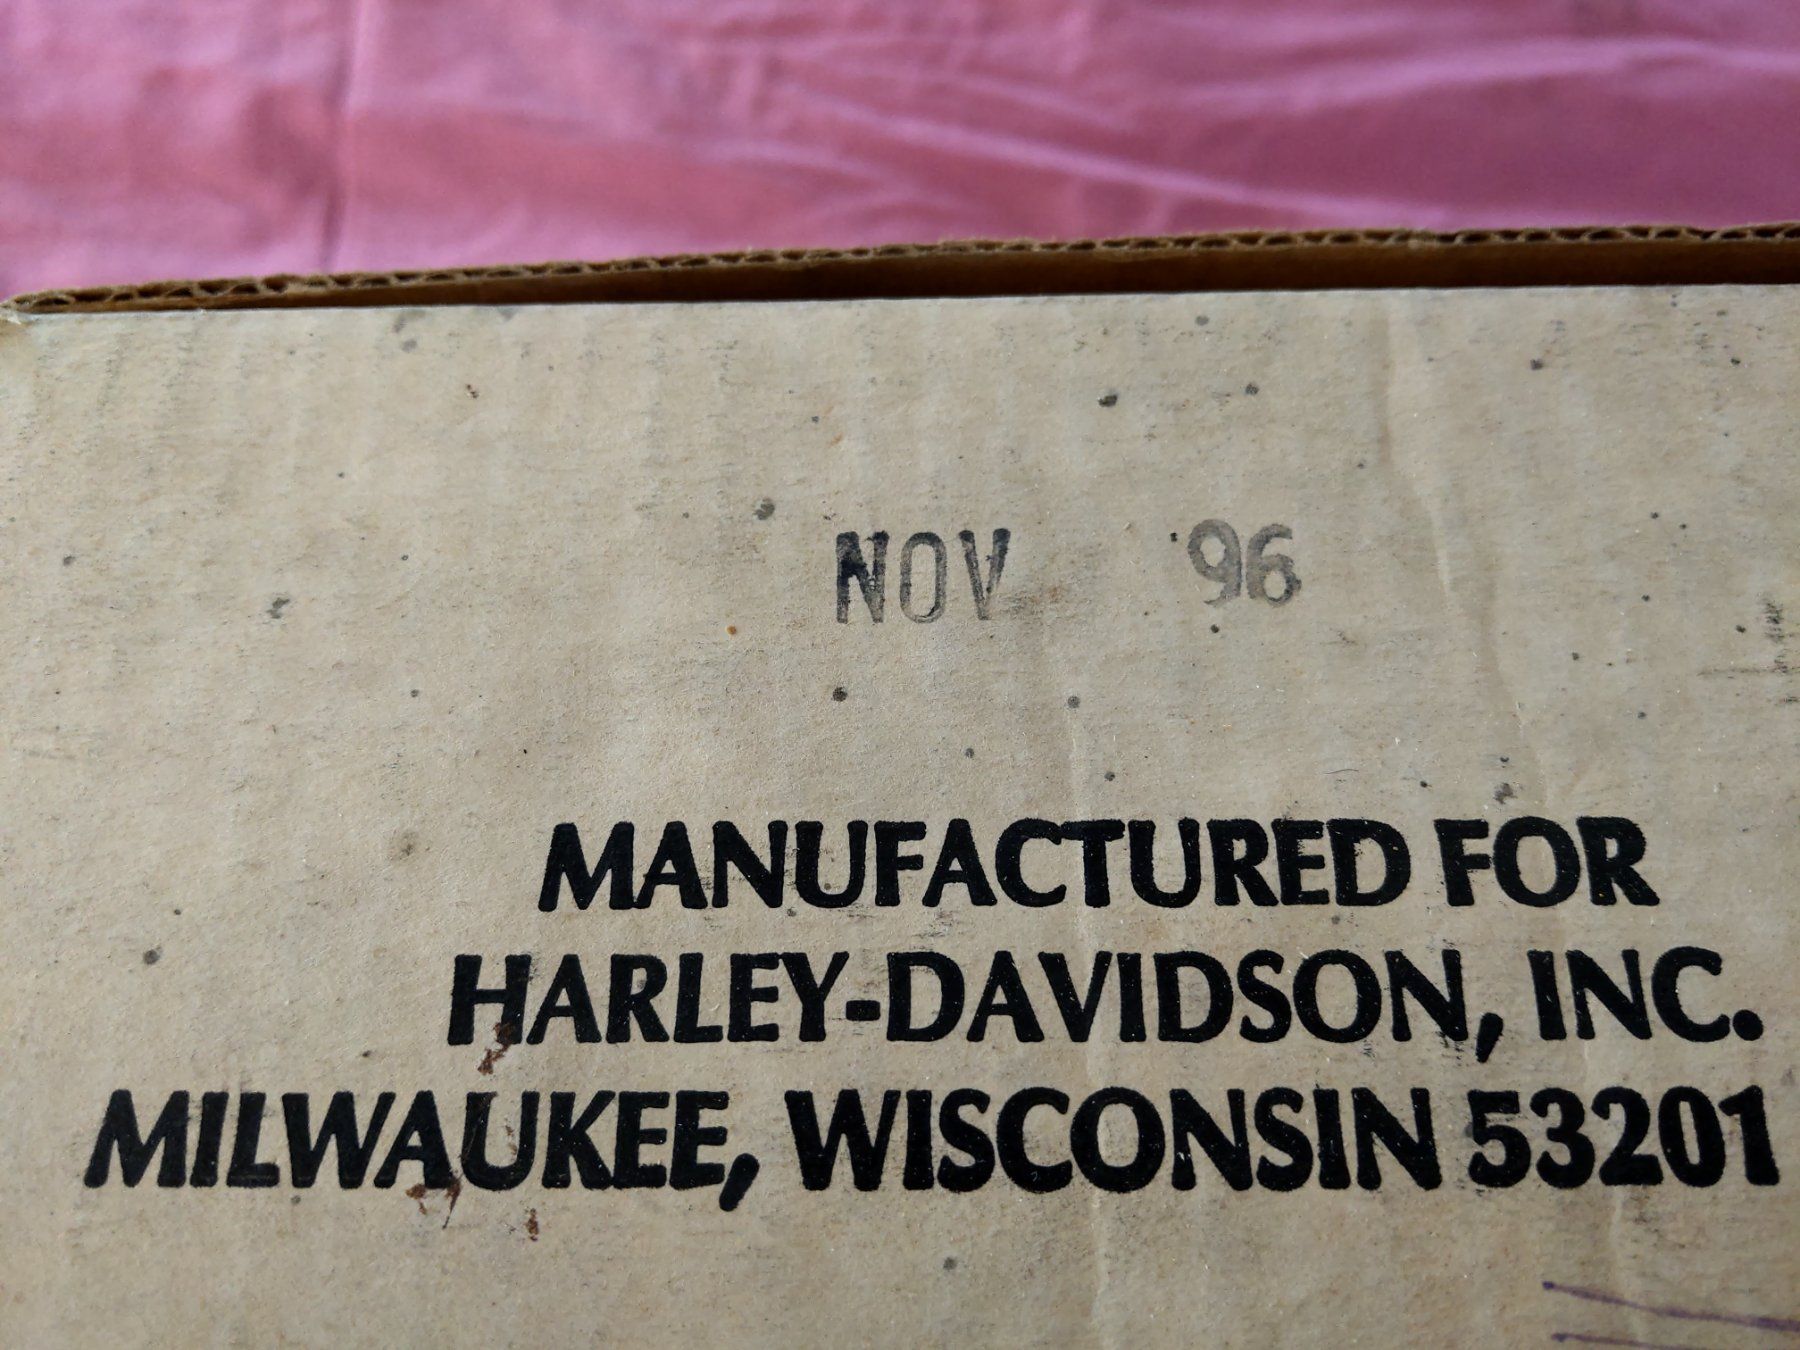 NOV 96
MANUFACTURED FOR
HARLEY-DAVIDSON, INC.
MILWAUKEE, WISCONSIN 53201